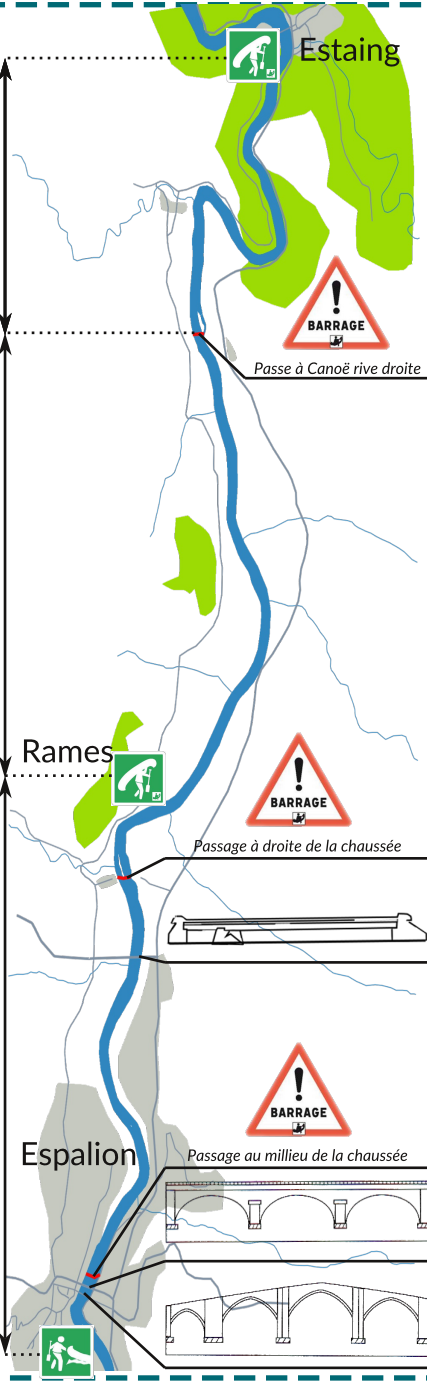 Estaing
BARRAGE
Passe à Canoë rive droite
Rames
BARRAGE
Passage à droite de la chaussée
BARRAGE
Espalion
Passage au millieu de la chaussée